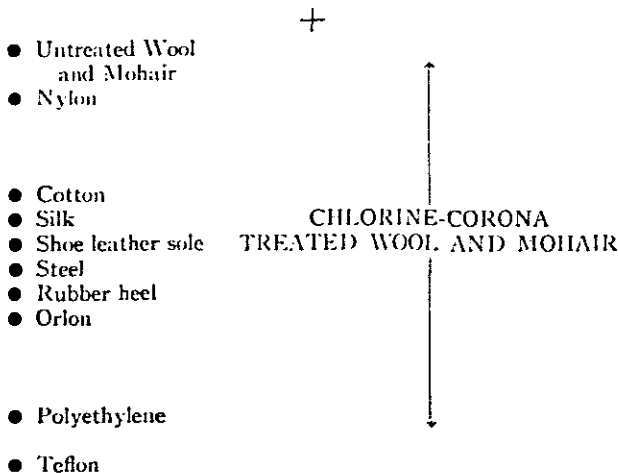 +
● Untreated Wool
and Mohair
● Nylon
● Cotton
● Silk
● Shoe leather sole
● Steel
● Rubber heel
● Orlon
● Polyethylene
● Teflon
CHLORINE-CORONA
TREATED WOOL AND MOHAIR